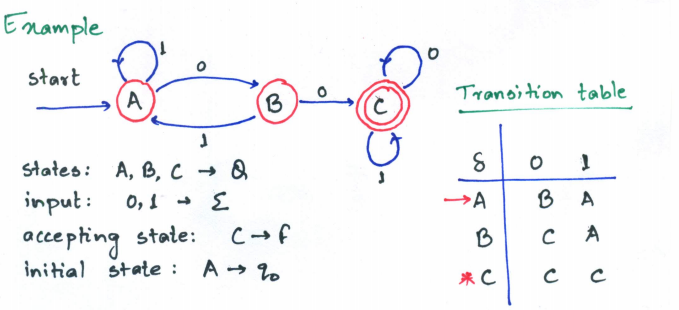 Example
1
0
0
start
A
B
0
C
1
1
states: A, B, C → Q
input: 0, 1 → Σ
accepting state: C → f
initial state: A → q0
Transition table
δ 0 1
→A B A
B C A
*C C C